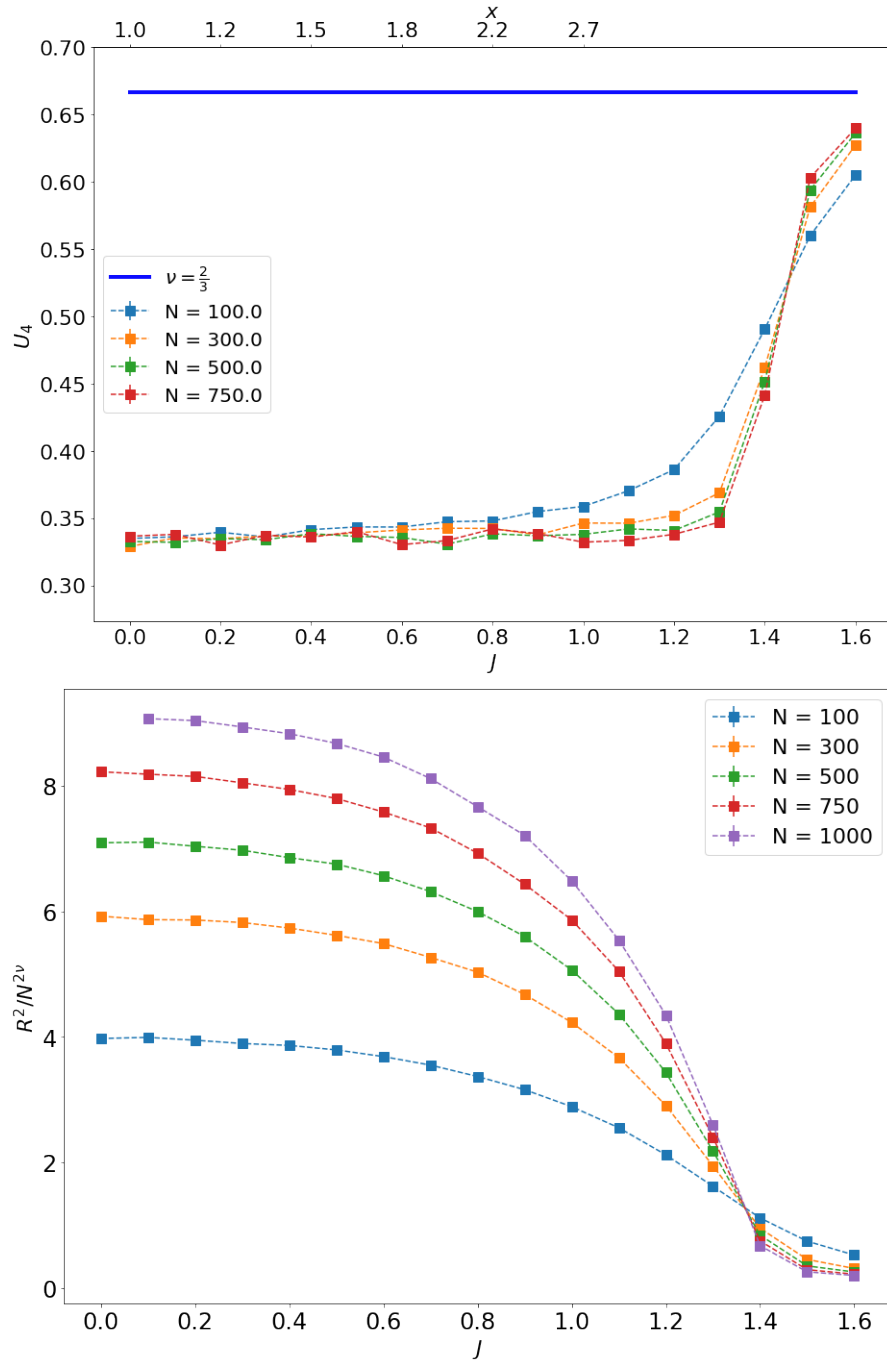 x
1.0 1.2 1.5 1.8 2.2 2.7
0.70
0.65
0.60
0.55
0.50
0.45
0.40
0.35
0.30
U₄
ν = 2/3
N = 100.0
N = 300.0
N = 500.0
N = 750.0
0.0 0.2 0.4 0.6 0.8 1.0 1.2 1.4 1.6
J
N = 100
N = 300
N = 500
N = 750
N = 1000
8
6
4
2
0
R²/N²ᵛ
0.0 0.2 0.4 0.6 0.8 1.0 1.2 1.4 1.6
J